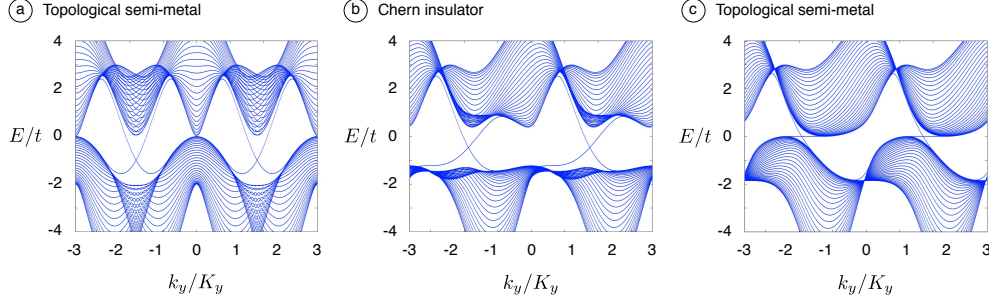 a Topological semi-metal
b Chern insulator
c Topological semi-metal
4
2
0
-2
-4
E/t
-3 -2 -1 0 1 2 3
k_y/K_y
4
2
0
-2
-4
E/t
-3 -2 -1 0 1 2 3
k_y/K_y
4
2
0
-2
-4
E/t
-3 -2 -1 0 1 2 3
k_y/K_y